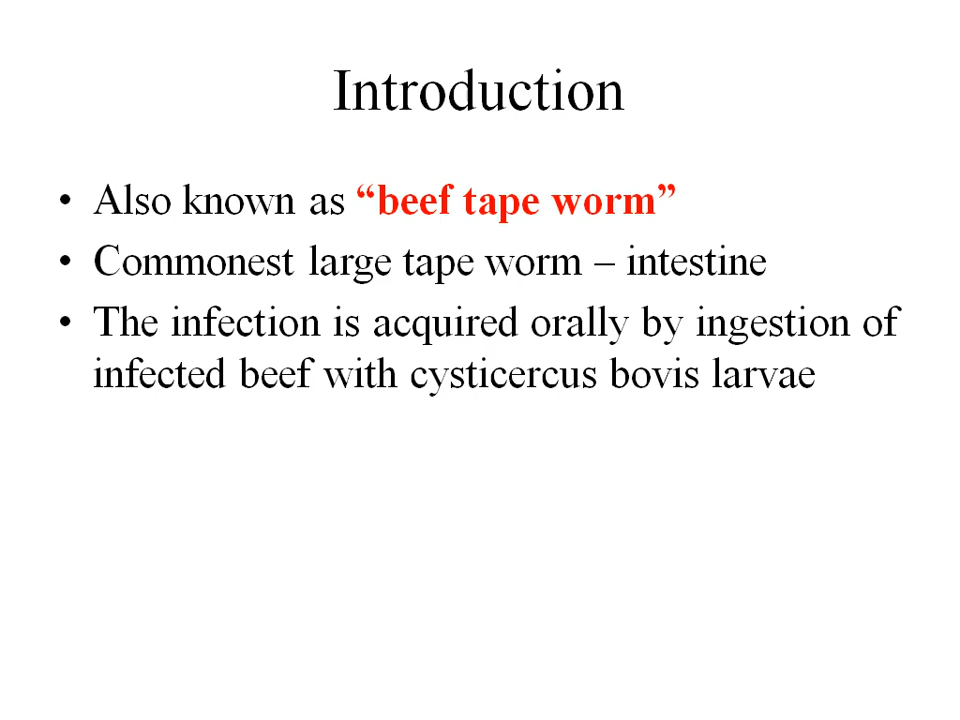 Introduction
• Also known as “beef tape worm”
• Commonest large tape worm – intestine
• The infection is acquired orally by ingestion of
infected beef with cysticercus bovis larvae